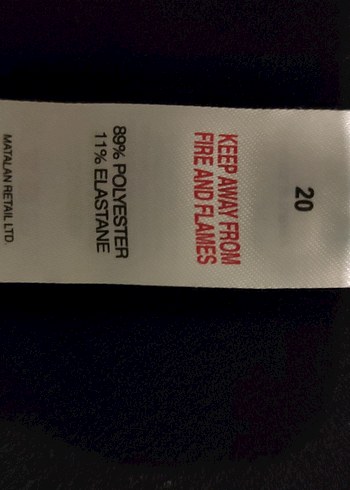 20
KEEP AWAY FROM
FIRE AND FLAMES
89% POLYESTER
11% ELASTANE
MATALAN RETAIL LTD.